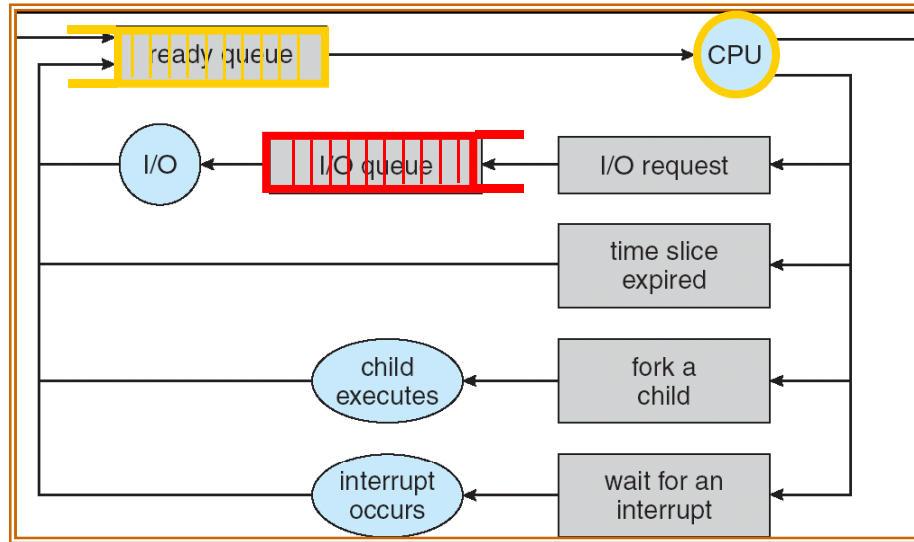 ready queue
CPU
I/O
I/O queue
I/O request
time slice
expired
child
executes
fork a
child
interrupt
occurs
wait for an
interrupt